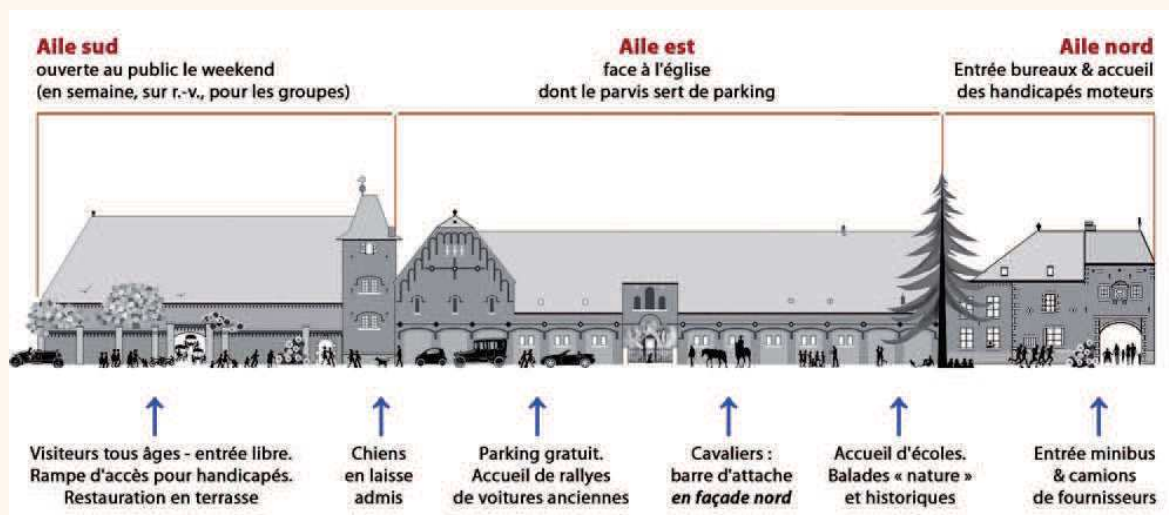 Aile sud
ouverte au public le weekend
(en semaine, sur r.-v., pour les groupes)
Aile est
face à l'église
dont le parvis sert de parking
Aile nord
Entrée bureaux & accueil
des handicapés moteurs
Visiteurs tous âges - entrée libre.
Rampe d'accès pour handicapés.
Restauration en terrasse
Chiens
en laisse
admis
Parking gratuit.
Accueil de rallyes
de voitures anciennes
Cavaliers :
barre d'attache
en façade nord
Accueil d'écoles.
Balades « nature »
et historiques
Entrée minibus
& camions
de fournisseurs